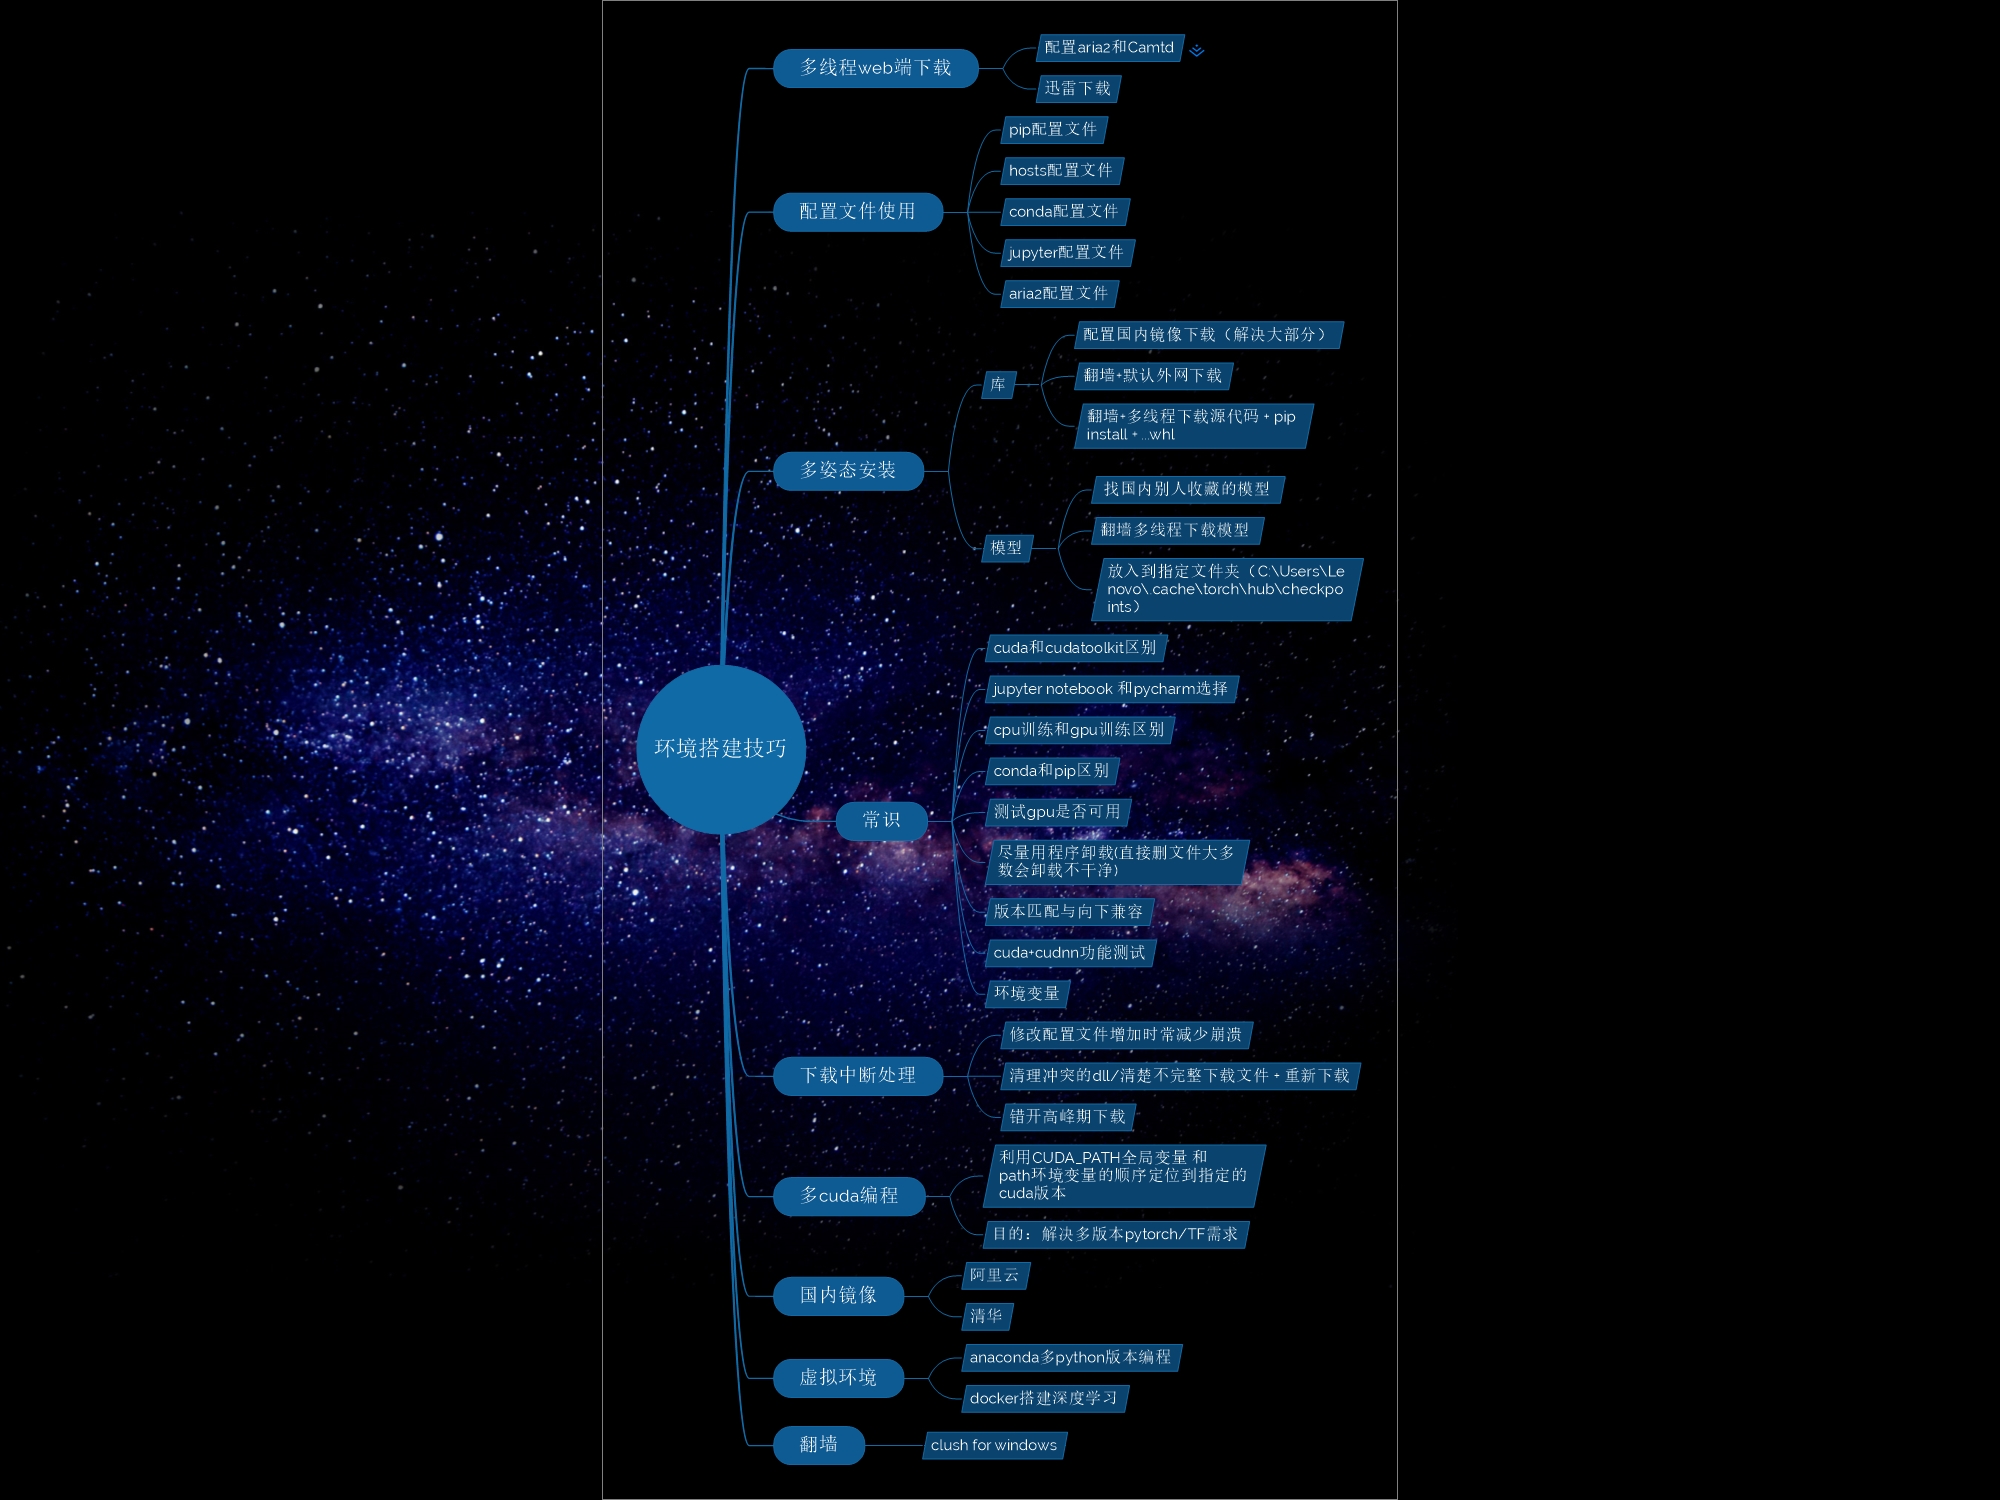 多线程web端下载
配置aria2和Camtd
迅雷下载
配置文件使用
pip配置文件
hosts配置文件
conda配置文件
jupyter配置文件
aria2配置文件
多姿态安装
库
配置国内镜像下载（解决大部分）
翻墙+默认外网下载
翻墙+多线程下载源代码 + pip
install + ...whl
模型
找国内别人收藏的模型
翻墙多线程下载模型
放入到指定文件夹（C:\Users\Le
novo\.cache\torch\hub\checkpo
ints）
环境搭建技巧
常识
cuda和cudatoolkit区别
jupyter notebook 和pycharm选择
cpu训练和gpu训练区别
conda和pip区别
测试gpu是否可用
尽量用程序卸载(直接删文件大多
数会卸载不干净)
版本匹配与向下兼容
cuda+cudnn功能测试
环境变量
下载中断处理
修改配置文件增加时常减少崩溃
清理冲突的dll/清楚不完整下载文件 + 重新下载
错开高峰期下载
多cuda编程
利用CUDA_PATH全局变量 和
path环境变量的顺序定位到指定的
cuda版本
目的：解决多版本pytorch/TF需求
国内镜像
阿里云
清华
虚拟环境
anaconda多python版本编程
docker搭建深度学习
翻墙
clush for windows